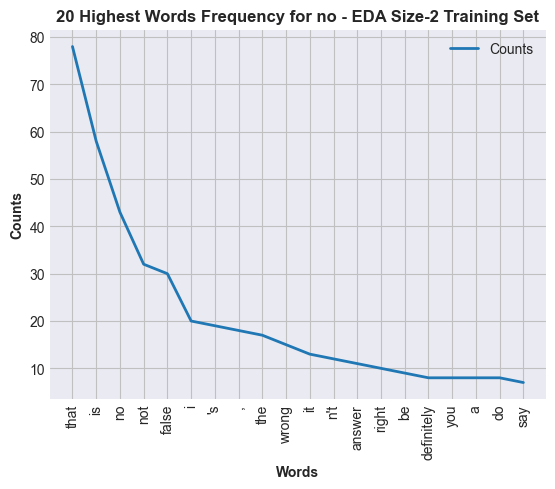 20 Highest Words Frequency for no - EDA Size-2 Training Set
Counts
80
70
60
50
40
30
20
10
Counts
that
is
no
not
false
i
's
,
the
wrong
it
n't
answer
right
be
definitely
you
a
do
say
Words